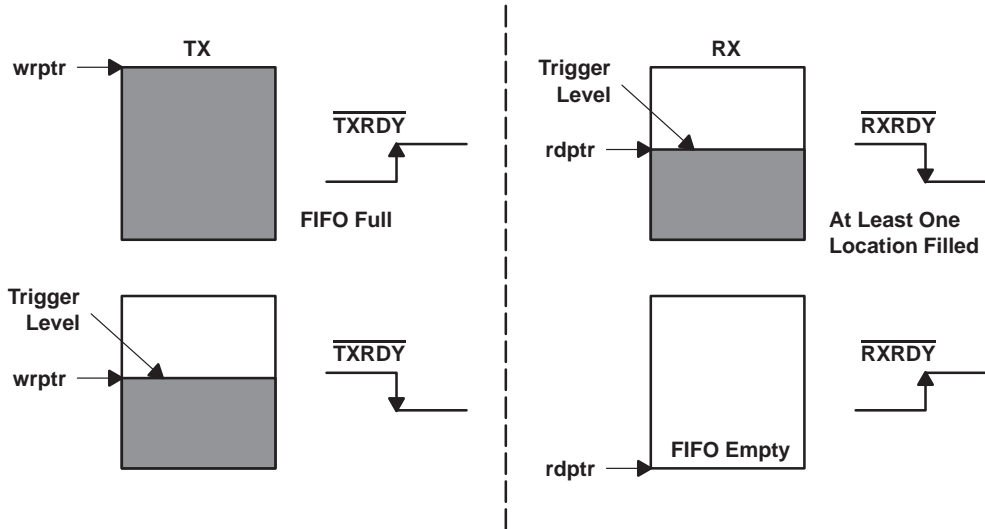 TX
wrptr
TXRDY
FIFO Full
Trigger
Level
wrptr
TXRDY
RX
Trigger
Level
rdptr
RXRDY
At Least One
Location Filled
RXRDY
FIFO Empty
rdptr